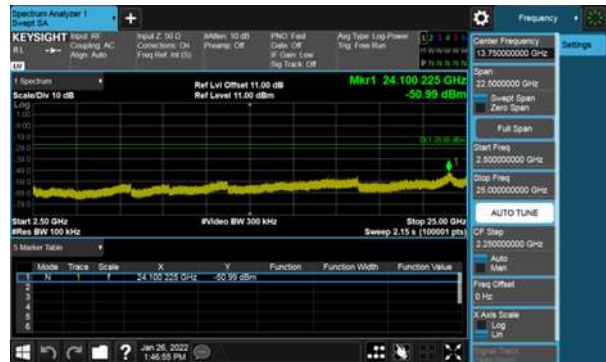 Spectrum Analyzer 1
Swept SA
Frequency
KEYSIGHT
Input: RF
Coupling: AC
Align: Auto
Input Z: 50 Ω
Corrections: On
Freq Ref: Int (S)
#Atten: 10 dB
Preamp: Off
PNO: Fast
Gate: Off
IF Gain: Low
Sig Track: Off
Avg Type: Log-Power
Trig: Free Run
1 2 3 4 5 6
P N N N N N
Settings
Center Frequency
13.750000000 GHz
Span
22.5000000 GHz
Swept Span
Zero Span
Full Span
Start Freq
2.500000000 GHz
Stop Freq
25.000000000 GHz
AUTO TUNE
CF Step
2.250000000 GHz
Auto
Man
Freq Offset
0 Hz
X Axis Scale
Log
Lin
1 Spectrum
Scale/Div 10 dB
Ref Lvl Offset 11.00 dB
Ref Level 11.00 dBm
Mkr1 24.100 225 GHz
-50.99 dBm
Log
1.00
1
Start 2.50 GHz
#Res BW 100 kHz
#Video BW 300 kHz
Stop 25.00 GHz
Sweep 2.15 s (100001 pts)
5 Marker Table
Mode Trace Scale X Y Function Function Width Function Value
1 N 1 f 24.100 225 GHz -50.99 dBm
2
3
4
5
6
Jan 26, 2022
1:46:55 PM